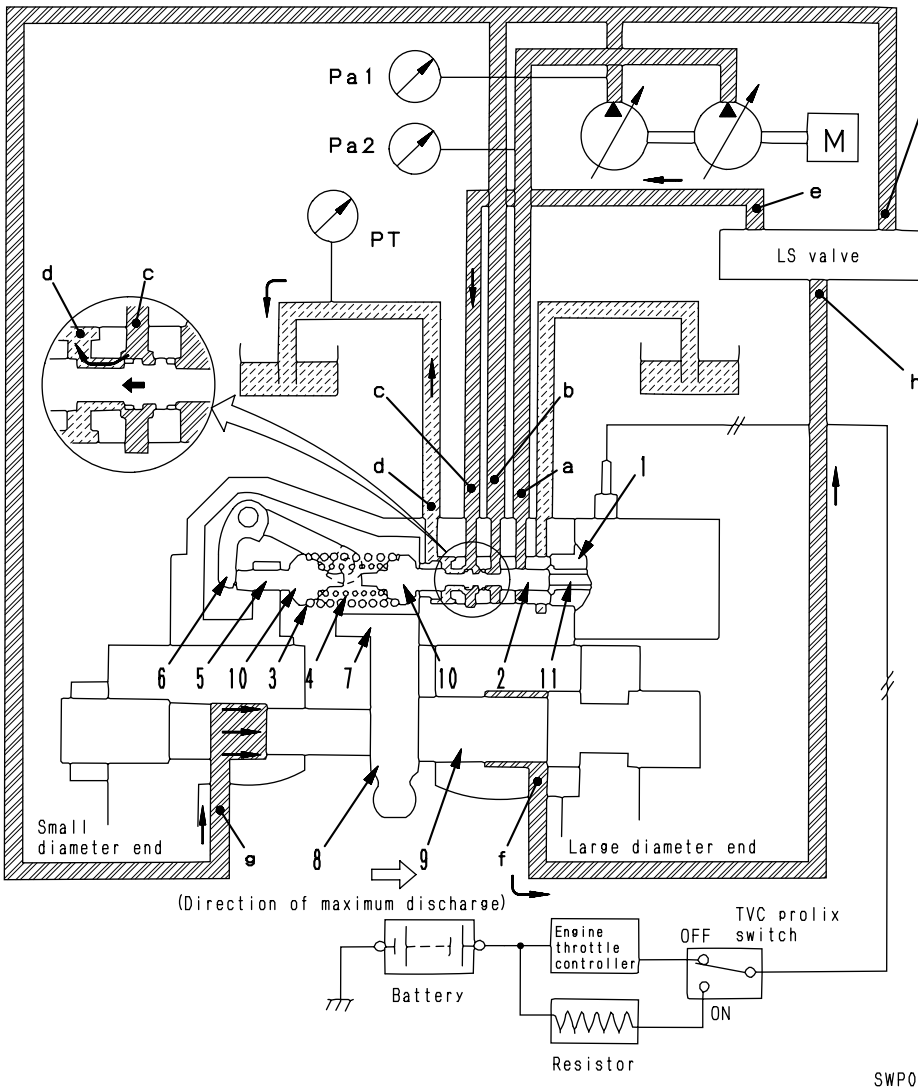 Pa1
Pa2
M
e
PT
LS valve
d
c
h
c
b
d
a
1
6
5
10
3
4
7
10
2
11
Small
diameter end
g
8
9
f
Large diameter end
(Direction of maximum discharge)
TVC prolix
switch
Engine
throttle
controller
OFF
Battery
ON
Resistor
SWP0